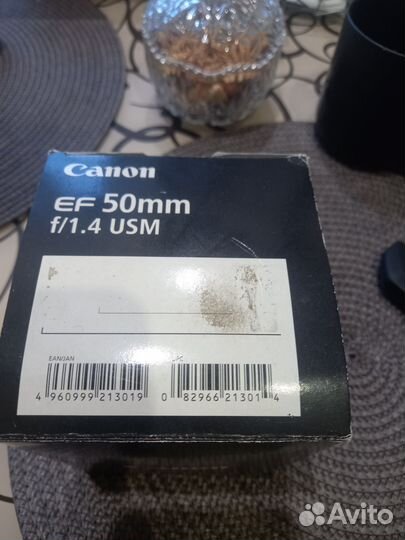 Canon
EF 50mm
f/1.4 USM
EAN/JAN
4 960999 213019
0 82966 21301 4
Avito